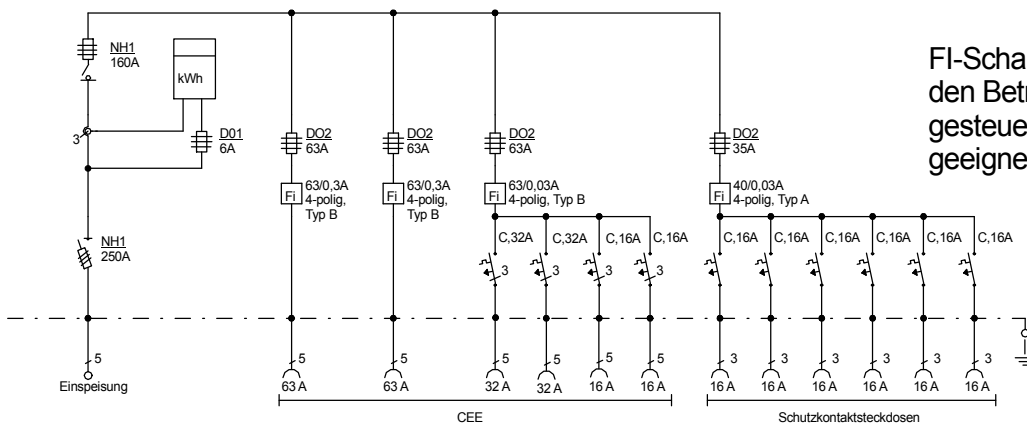 NH1
160A
kWh
3
D01
6A
NH1
250A
DO2
63A
DO2
63A
DO2
63A
DO2
35A
FI-Scha
den Betr
gesteue
geeigne
Fi
63/0,3A
4-polig,
Typ B
Fi
63/0,3A
4-polig,
Typ B
Fi
63/0,03A
4-polig, Typ B
Fi
40/0,03A
4-polig, Typ A
C,32A
C,32A
C,16A
C,16A
C,16A
C,16A
C,16A
C,16A
C,16A
C,16A
3
3
3
3
5
5
5
5
5
5
5
3
3
3
3
3
3
Einspeisung
63 A
63 A
32 A
32 A
16 A
16 A
16 A
16 A
16 A
16 A
16 A
16 A
CEE
Schutzkontaktsteckdosen